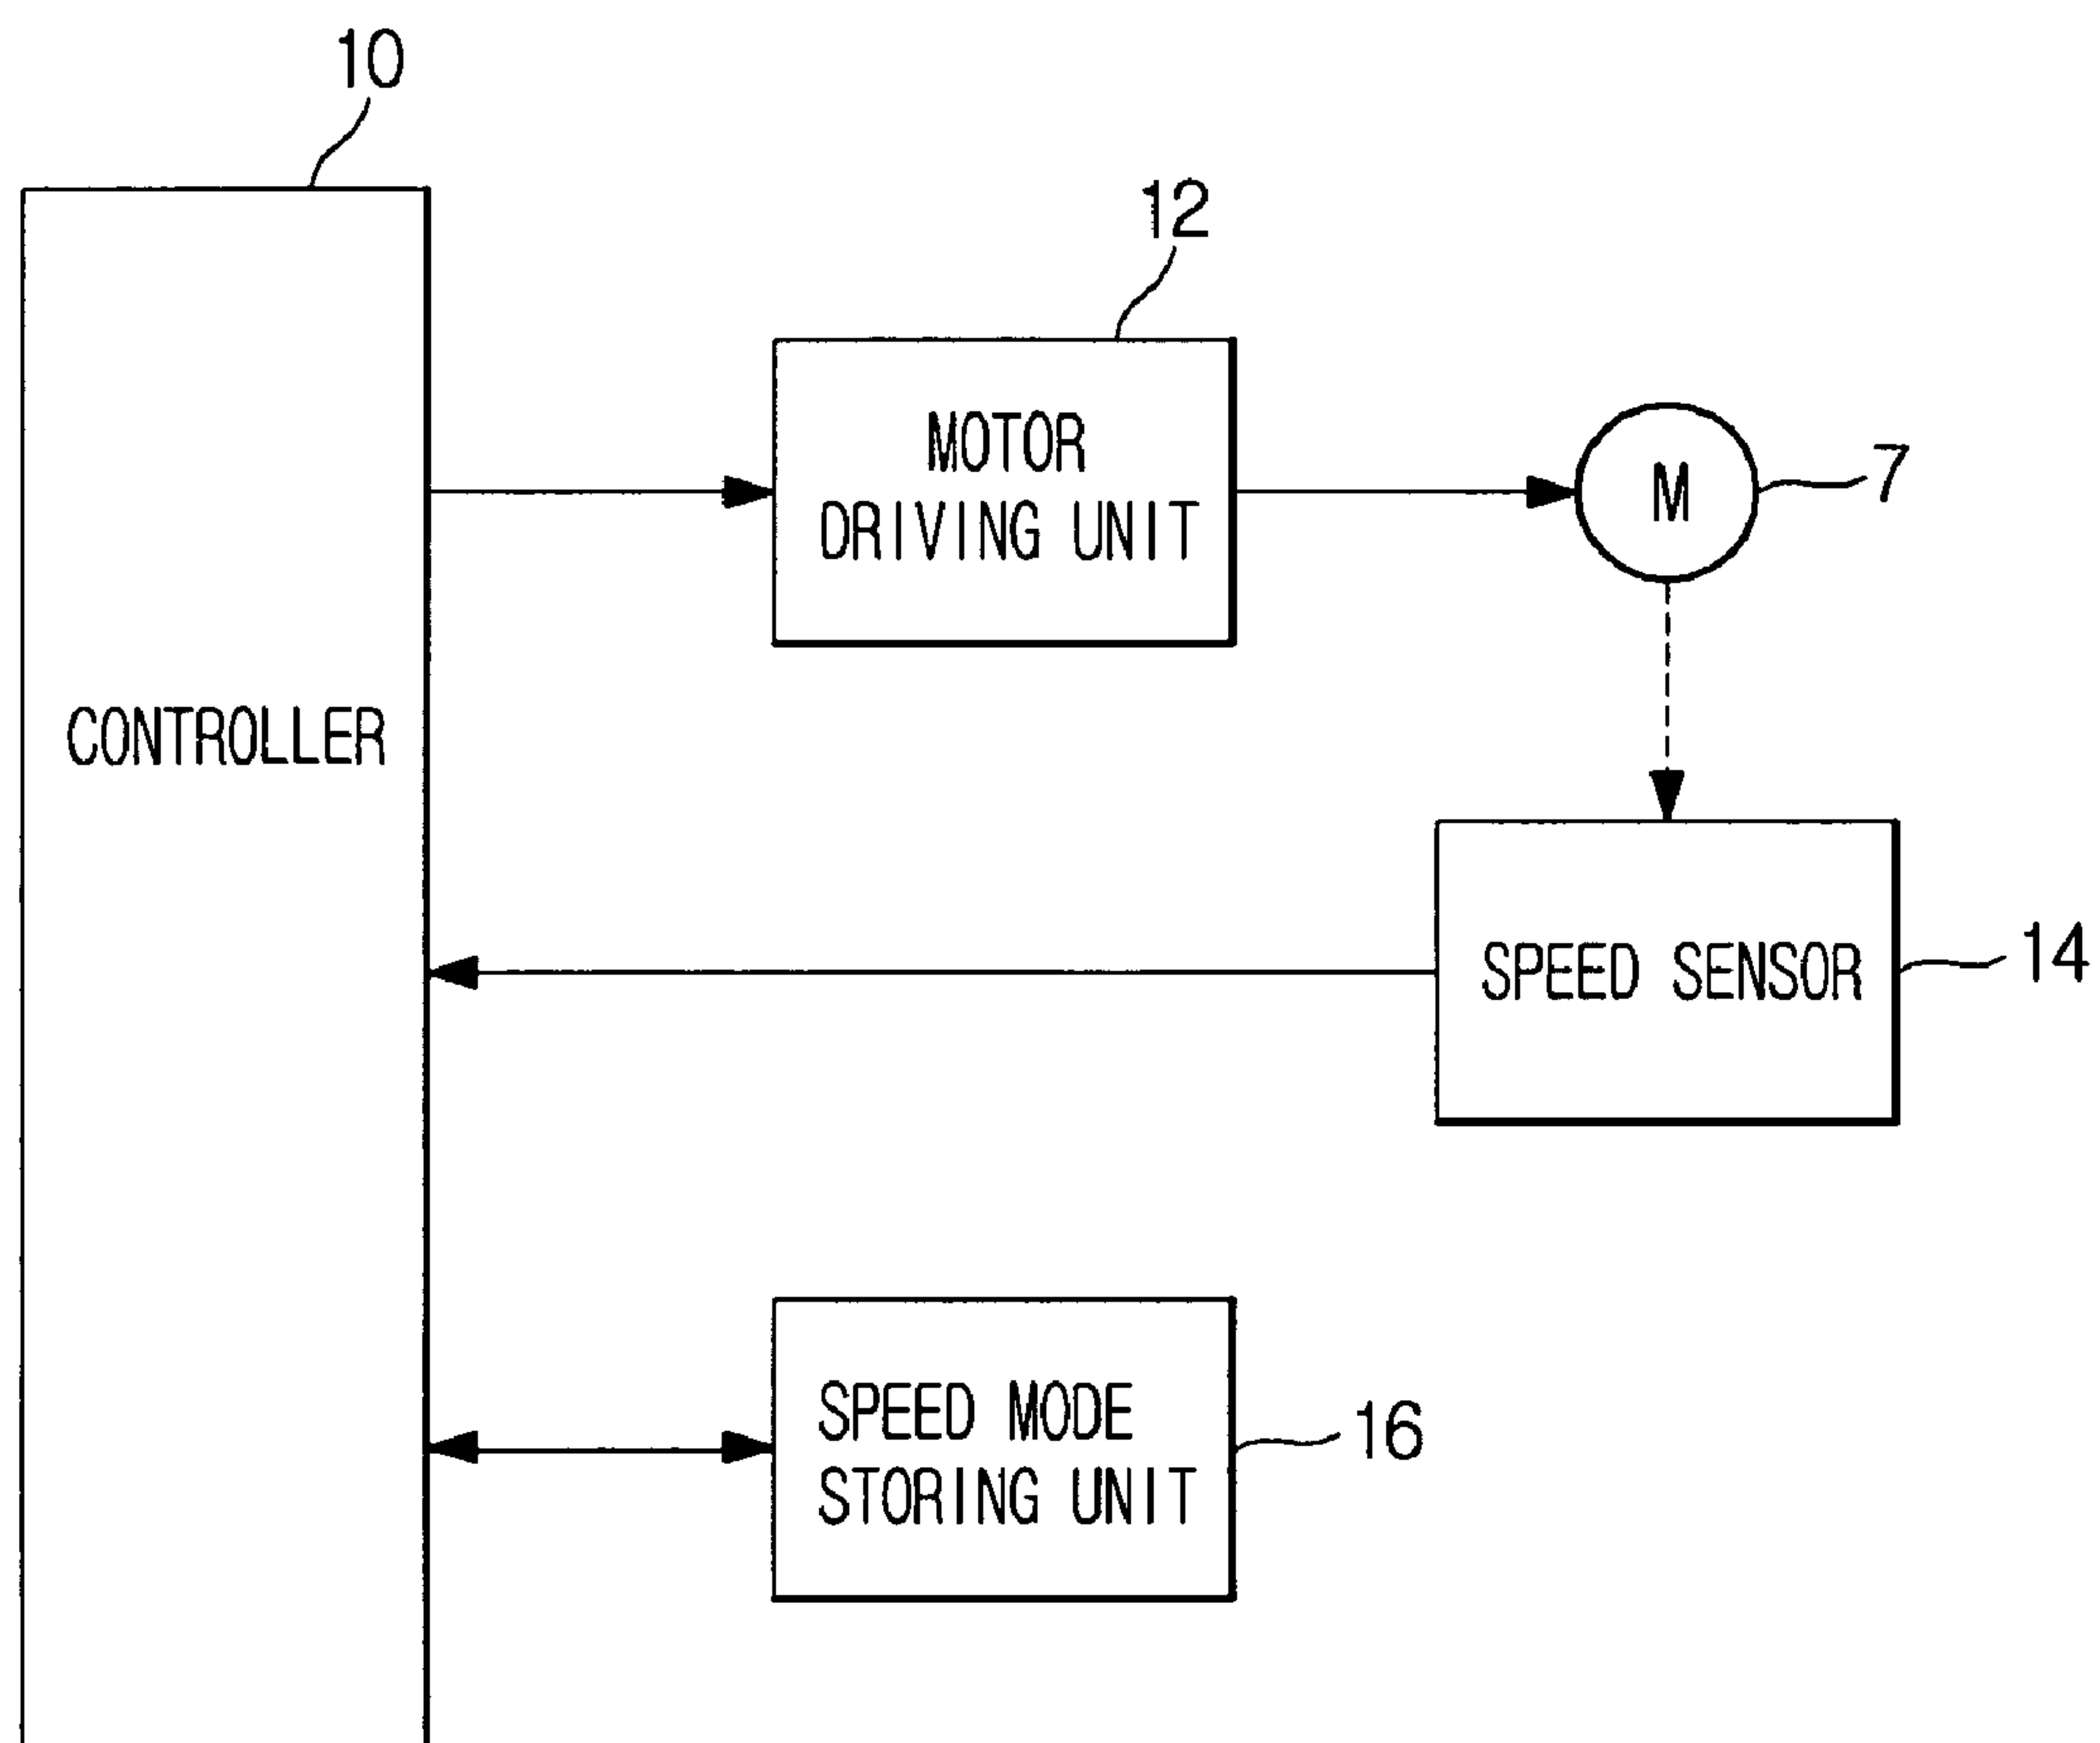 10
12
MOTOR
DRIVING UNIT
M
7
CONTROLLER
SPEED SENSOR
14
SPEED MODE
STORING UNIT
16